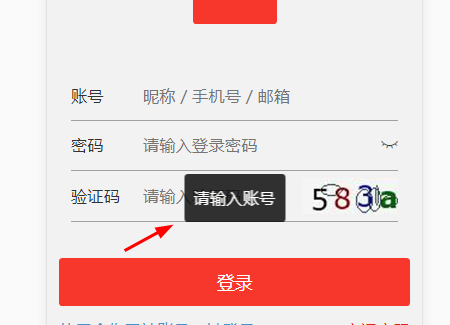 账号 昵称 / 手机号 / 邮箱
密码 请输入登录密码
验证码 请输入
请输入账号
583ta
登录